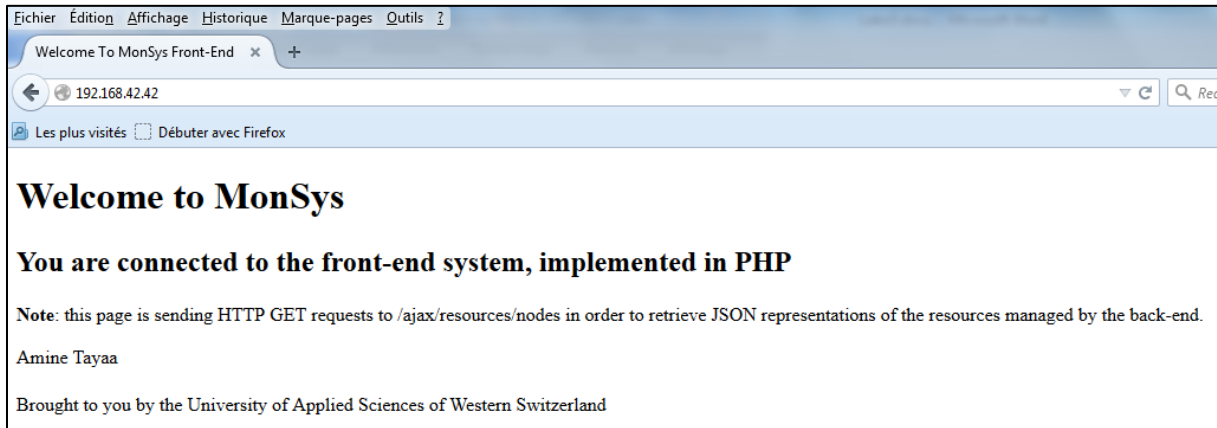 Fichier Édition Affichage Historique Marque-pages Outils ?
Welcome To MonSys Front-End × +
192.168.42.42
Les plus visités Débuter avec Firefox
Welcome to MonSys
You are connected to the front-end system, implemented in PHP
Note: this page is sending HTTP GET requests to /ajax/resources/nodes in order to retrieve JSON representations of the resources managed by the back-end.
Amine Tayaa
Brought to you by the University of Applied Sciences of Western Switzerland